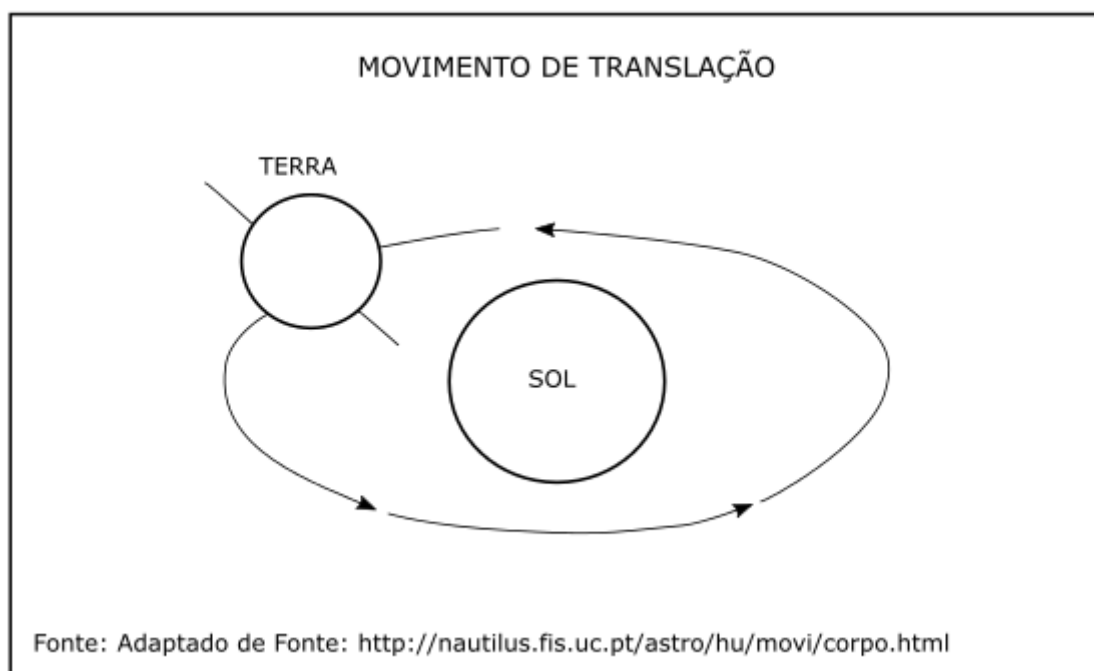 MOVIMENTO DE TRANSLAÇÃO
TERRA
SOL
Fonte: Adaptado de Fonte: http://nautilus.fis.uc.pt/astro/hu/movi/corpo.html